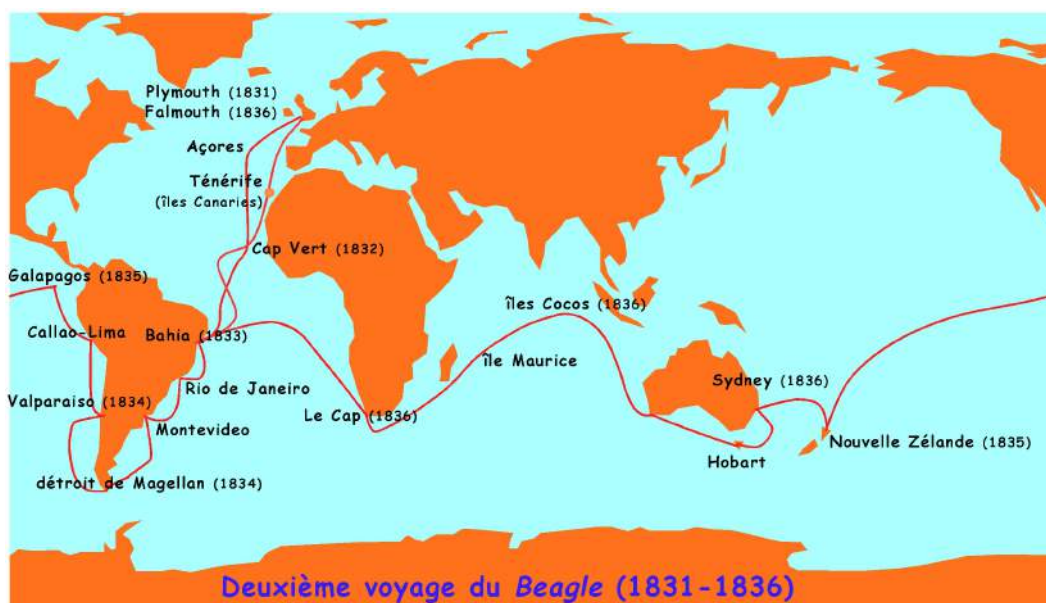 Plymouth (1831)
Falmouth (1836)
Açores
Ténérife
(îles Canaries)
Cap Vert (1832)
Galapagos (1835)
îles Cocos (1836)
Callao-Lima
Bahia (1833)
île Maurice
Rio de Janeiro
Sydney (1836)
Valparaiso (1834)
Le Cap (1836)
Montevideo
Nouvelle Zélande (1835)
Hobart
détroit de Magellan (1834)
Deuxième voyage du Beagle (1831-1836)